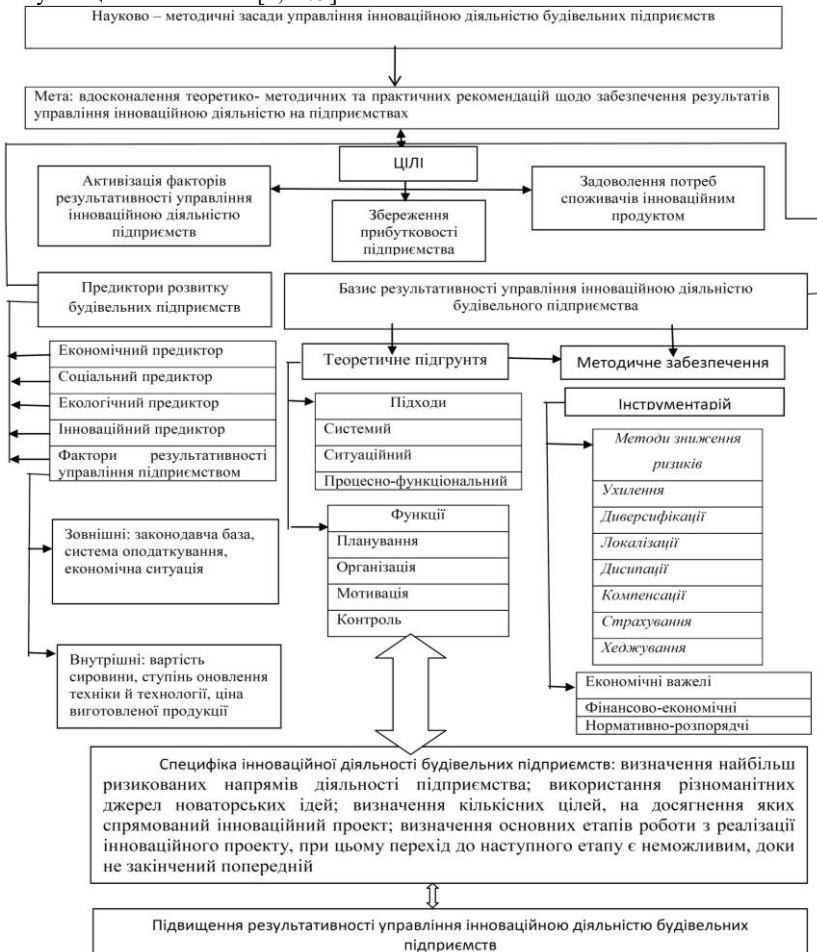 Науково – методичні засади управління інноваційною діяльністю будівельних підприємств
Мета: вдосконалення теоретико- методичних та практичних рекомендацій щодо забезпечення результатів
управління інноваційною діяльністю на підприємствах
ЦІЛІ
Активізація факторів
результативності управління
інноваційною діяльністю
підприємств
Збереження
прибутковості
підприємства
Задоволення потреб
споживачів інноваційним
продуктом
Предиктори розвитку
будівельних підприємств
Базис результативності управління інноваційною діяльністю
будівельного підприємства
Економічний предиктор
Соціальний предиктор
Екологічний предиктор
Інноваційний предиктор
Фактори результативності
управління підприємством
Зовнішні: законодавча база,
система оподаткування,
економічна ситуація
Внутрішні: вартість
сировини, ступінь оновлення
техніки й технології, ціна
виготовленої продукції
Теоретичне підгрунтя
Підходи
Системий
Ситуаційний
Процесно-функціональний
Функції
Планування
Організація
Мотивація
Контроль
Методичне забезпечення
Інструментарій
Методи зниження
ризиків
Ухилення
Диверсифікації
Локалізації
Дисипації
Компенсації
Страхування
Хеджування
Економічні важелі
Фінансово-економічні
Нормативно-розпорядчі
Специфіка інноваційної діяльності будівельних підприємств: визначення найбільш
ризикованих напрямів діяльності підприємства; використання різноманітних
джерел новаторських ідей; визначення кількісних цілей, на досягнення яких
спрямований інноваційний проект; визначення основних етапів роботи з реалізації
інноваційного проекту, при цьому перехід до наступного етапу є неможливим, доки
не закінчений попередній
Підвищення результативності управління інноваційною діяльністю будівельних
підприємств